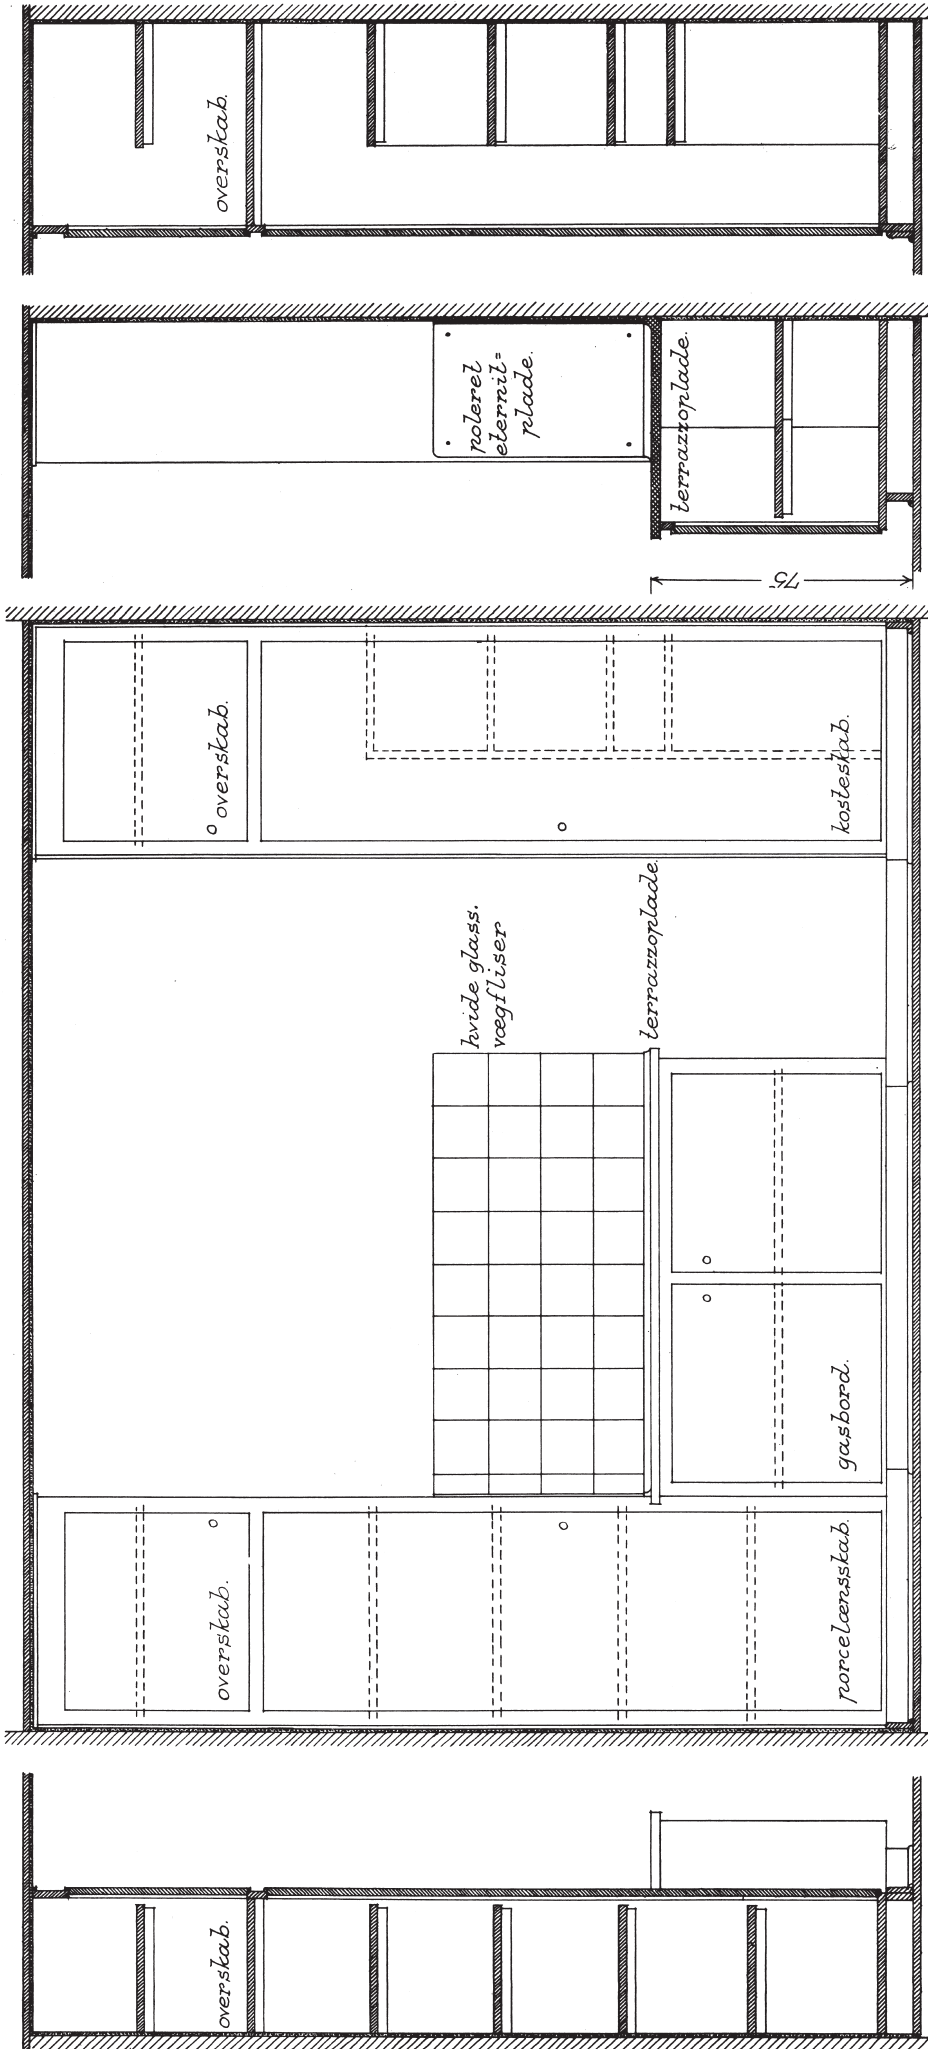 overskab.
overskab.
porcelænsskab.
hvide glass.
vægfliser
terrazzoplade.
gasbord.
overskab.
kosteskab.
75
poleret
eternit=
plade.
terrazzoplade.
overskab.